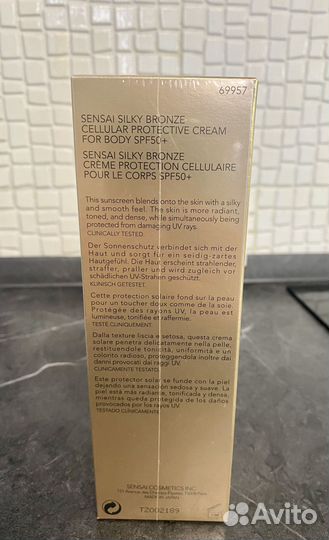 69957
SENSAI SILKY BRONZE
CELLULAR PROTECTIVE CREAM
FOR BODY SPF50+
SENSAI SILKY BRONZE
CRÈME PROTECTION CELLULAIRE
POUR LE CORPS SPF50+
This sunscreen blends onto the skin with a silky
and smooth feel. The skin is more radiant,
toned, and dense, while simultaneously being
protected from damaging UV rays.
CLINICALLY TESTED.
Der Sonnenschutz verbindet sich mit der
Haut und sorgt für ein seidig-zartes
Hautgefühl. Die Haut erscheint strahlender,
straffer, praller und wird zugleich vor
schädlichen UV-Strahlen geschützt.
KLINISCH GETESTET.
Cette protection solaire fond sur la peau
pour un toucher doux comme de la soie.
Protégée des rayons UV, la peau est
lumineuse, tonifiée et raffermie.
TESTÉ CLINIQUEMENT.
Dalla texture liscia e setosa, questa crema
solare penetra delicatamente nella pelle,
restituendole tonicità, uniformità e un
colorito radioso, proteggendola inoltre dai
danni provocati dai raggi UV.
CLINICAMENTE TESTATO.
Este protector solar se funde con la piel
dejando una sensación sedosa y suave. La
piel está más radiante, tonificada y densa,
mientras queda protegida de los daños
provocados por los rayos UV.
TESTADO CLÍNICAMENTE.
SENSAI COSMETICS INC.
MADE IN JAPAN
TZ002189
Avito